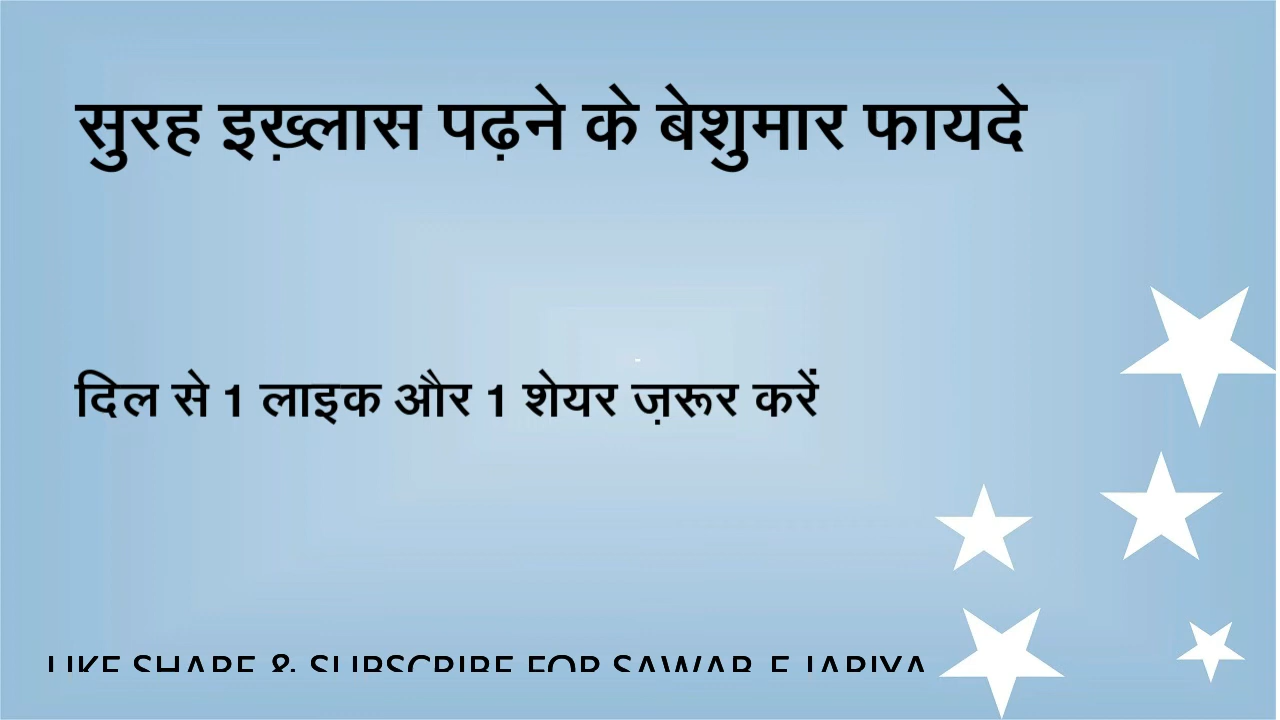 सुरह इख़्लास पढ़ने के बेशुमार फायदे
दिल से 1 लाइक और 1 शेयर ज़रूर करें
LIKE SHARE & SUBSCRIBE FOR SAWAB-E JARIYA